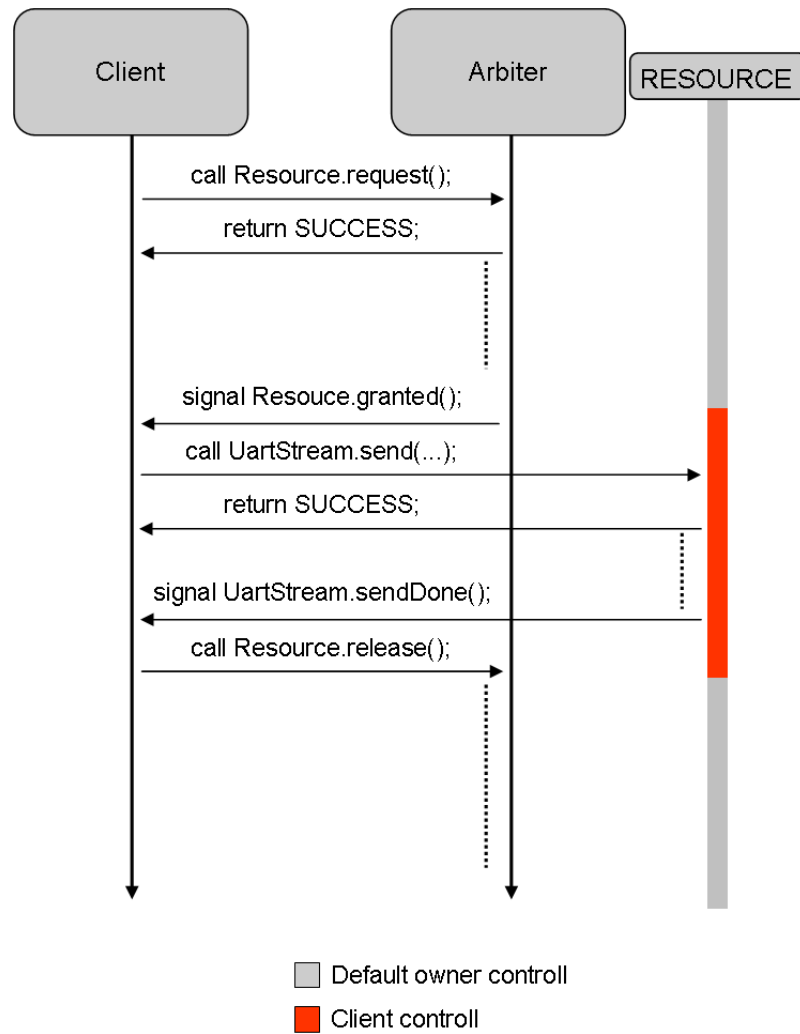 Client
Arbiter
RESOURCE
call Resource.request();
return SUCCESS;
signal Resouce.granted();
call UartStream.send(...);
return SUCCESS;
signal UartStream.sendDone();
call Resource.release();
Default owner controll
Client controll